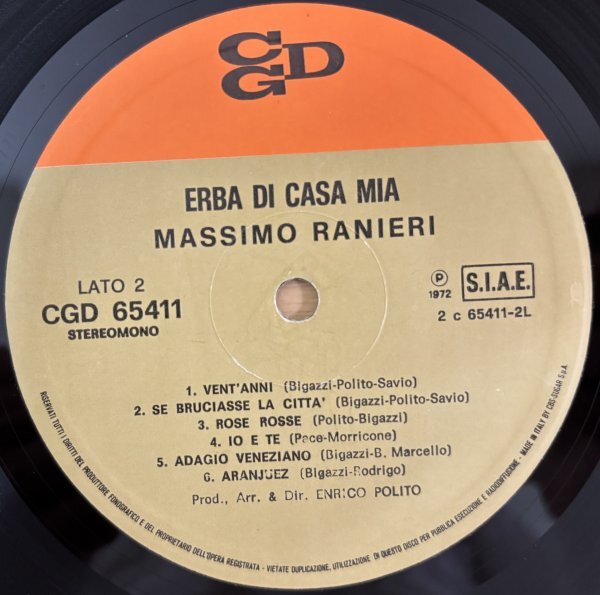 CGD
ERBA DI CASA MIA
MASSIMO RANIERI
LATO 2
CGD 65411
STEREOMONO
Ⓟ
1972
S.I.A.E.
2 c 65411-2L
1. VENT'ANNI (Bigazzi-Polito-Savio)
2. SE BRUCIASSE LA CITTA' (Bigazzi-Polito-Savio)
3. ROSE ROSSE (Polito-Bigazzi)
4. IO E TE (Pace-Morricone)
5. ADAGIO VENEZIANO (Bigazzi-B. Marcello)
6. ARANJUEZ (Bigazzi-Rodrigo)
Prod., Arr. & Dir. ENRICO POLITO
RISERVATI TUTTI I DIRITTI DEL PRODUTTORE FONOGRAFICO E DEL PROPRIETARIO DELL'OPERA REGISTRATA - VIETATE DUPLICAZIONE, UTILIZZAZIONE DI QUESTO DISCO PER PUBBLICA ESECUZIONE E RADIODIFFUSIONE - MADE IN ITALY BY CBS-SUGAR S.p.A.